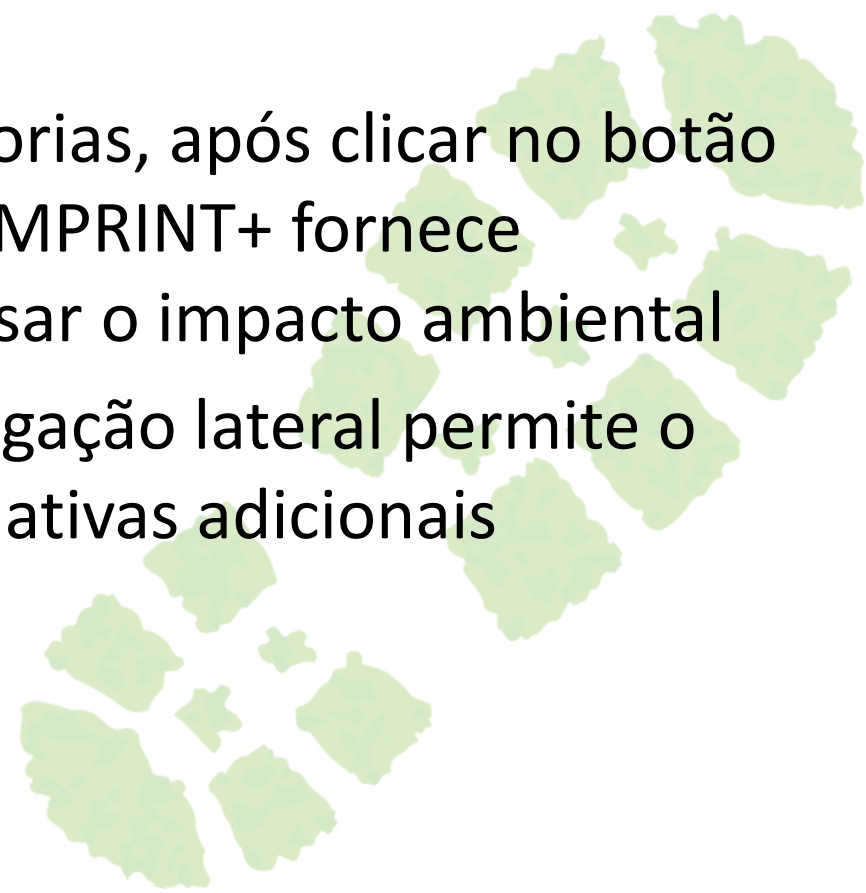 orias, após clicar no botão
MPRINT+ fornece
sar o impacto ambiental
gação lateral permite o
ativas adicionais